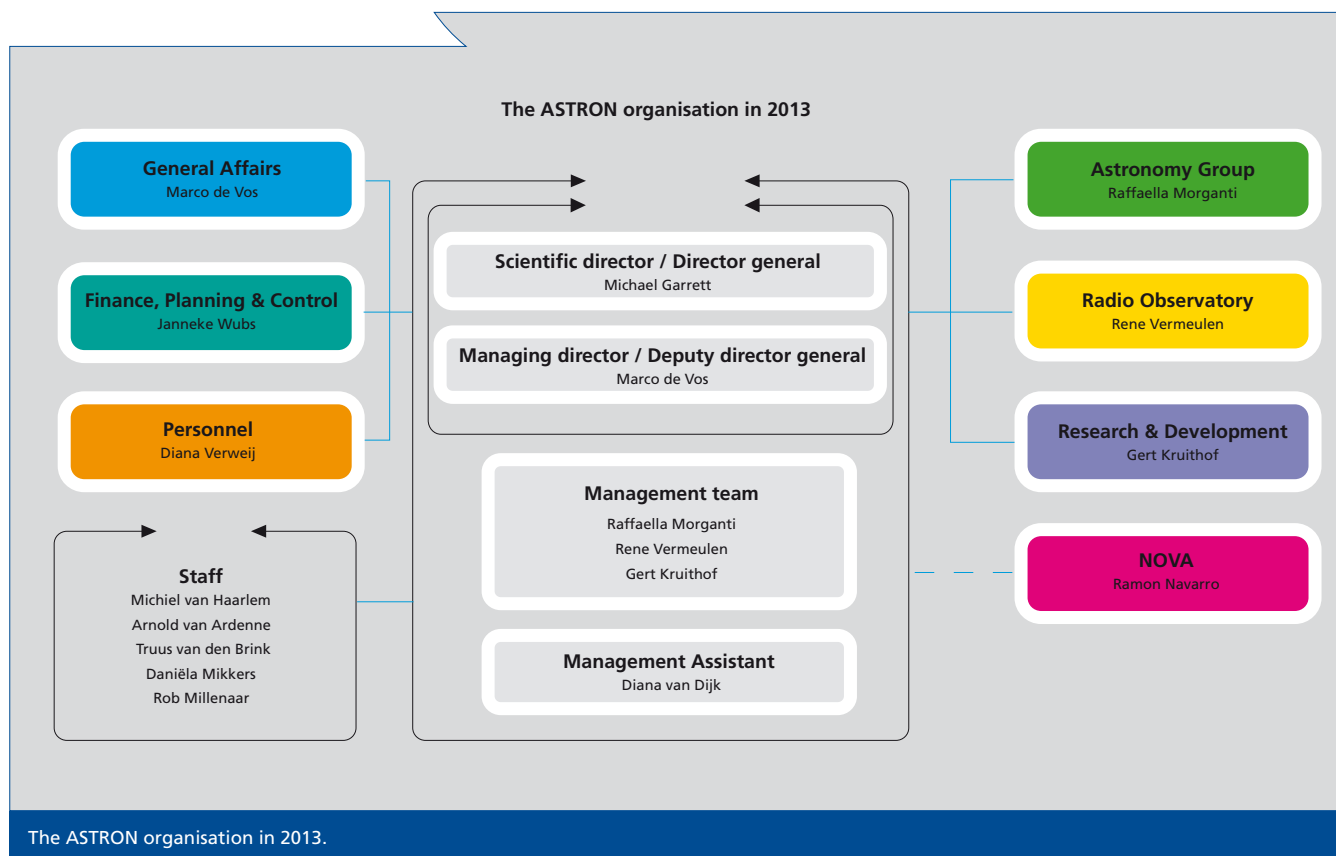 The ASTRON organisation in 2013
General Affairs
Marco de Vos
Finance, Planning & Control
Janneke Wubs
Personnel
Diana Verweij
Staff
Michiel van Haarlem
Arnold van Ardenne
Truus van den Brink
Daniëla Mikkers
Rob Millenaar
Scientific director / Director general
Michael Garrett
Managing director / Deputy director general
Marco de Vos
Management team
Raffaella Morganti
Rene Vermeulen
Gert Kruithof
Management Assistant
Diana van Dijk
Astronomy Group
Raffaella Morganti
Radio Observatory
Rene Vermeulen
Research & Development
Gert Kruithof
NOVA
Ramon Navarro
The ASTRON organisation in 2013.